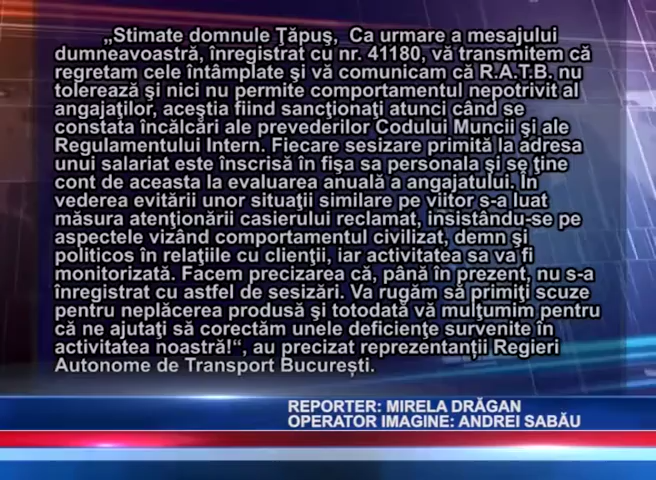 „Stimate domnule Ţăpuş,  Ca urmare a mesajului
dumneavoastră, înregistrat cu nr. 41180, vă transmitem că
regretam cele întâmplate şi vă comunicam că R.A.T.B. nu
tolerează şi nici nu permite comportamentul nepotrivit al
angajaţilor, aceştia fiind sancţionaţi atunci când se
constata încălcări ale prevederilor Codului Muncii şi ale
Regulamentului Intern. Fiecare sesizare primită la adresa
unui salariat este înscrisă în fişa sa personala şi se ţine
cont de aceasta la evaluarea anuală a angajatului. În
vederea evitării unor situaţii similare pe viitor s-a luat
măsura atenţionării casierului reclamat, insistându-se pe
aspectele vizând comportamentul civilizat, demn şi
politicos în relaţiile cu clienţii, iar activitatea sa va fi
monitorizată. Facem precizarea că, până în prezent, nu s-a
înregistrat cu astfel de sesizări. Va rugăm să primiţi scuze
pentru neplăcerea produsă şi totodată vă mulţumim pentru
că ne ajutaţi să corectăm unele deficienţe survenite în
activitatea noastră!“, au precizat reprezentanții Regieri
Autonome de Transport București.
REPORTER: MIRELA DRĂGAN
OPERATOR IMAGINE: ANDREI SABĂU